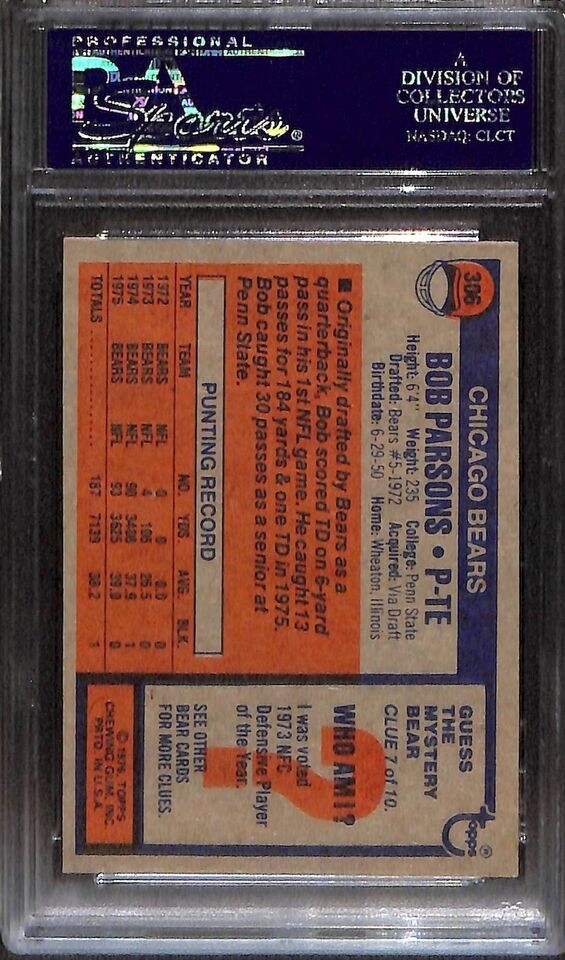 PROFESSIONAL
PSA
Sports
AUTHENTICATOR
A
DIVISION OF
COLLECTORS
UNIVERSE
NASDAQ: CLCT
306
CHICAGO BEARS
BOB PARSONS • P-TE
Height: 6'4" Weight: 235 College: Penn State
Drafted: Bears #5-1972 Acquired: Via Draft
Birthdate: 6-29-50 Home: Wheaton, Illinois
■ Originally drafted by Bears as a
quarterback, Bob scored TD on 6-yard
pass in his 1st NFL game. He caught 13
passes for 184 yards & one TD in 1975.
Bob caught 30 passes as a senior at
Penn State.
PUNTING RECORD
YEAR TEAM NO. YDS. AVG. BLK.
1972 BEARS NFL 0 0 0.0 0
1973 BEARS NFL 4 106 26.5 0
1974 BEARS NFL 90 3408 37.9 1
1975 BEARS NFL 93 3625 39.0 0
TOTALS 187 7139 38.2 1
Topps®
GUESS
THE
MYSTERY
BEAR
CLUE 7 of 10.
WHO AM I?
?
I was voted
1973 NFC
Defensive Player
of the Year.
SEE OTHER
BEAR CARDS
FOR MORE CLUES.
© 1976, TOPPS
CHEWING GUM, INC.
PRTD. IN U.S.A.